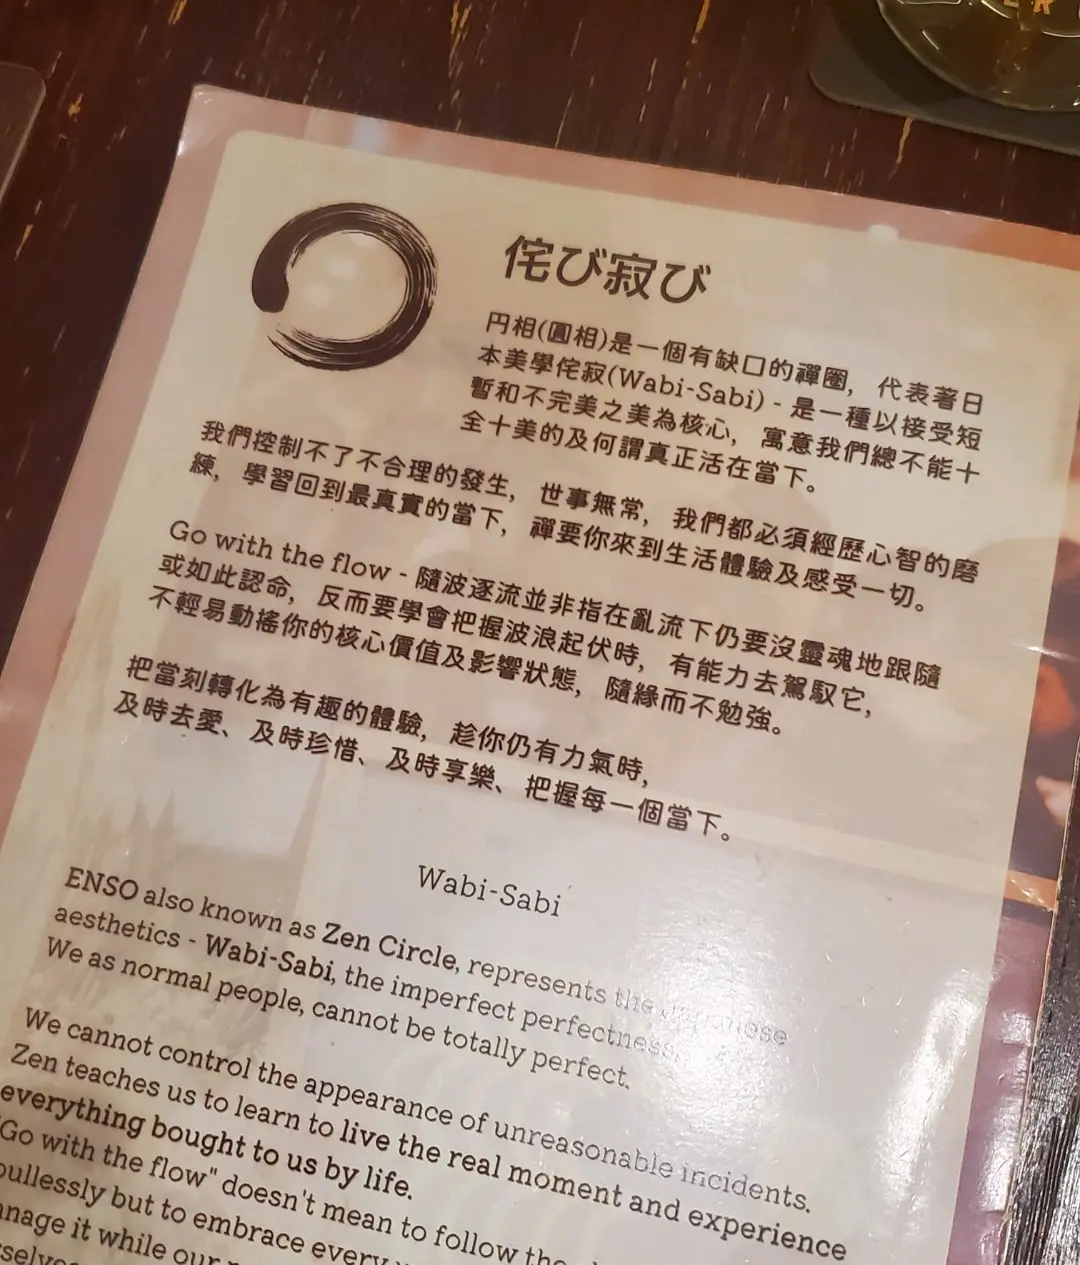 侘び寂び
円相(圓相)是一個有缺口的禪圈，代表著日
本美學侘寂(Wabi-Sabi) - 是一種以接受短
暫和不完美之美為核心，寓意我們總不能十
全十美的及何謂真正活在當下。
我們控制不了不合理的發生，世事無常，我們都必須經歷心智的磨
練，學習回到最真實的當下，禪要你來到生活體驗及感受一切。
Go with the flow - 隨波逐流並非指在亂流下仍要沒靈魂地跟隨
或如此認命，反而要學會把握波浪起伏時，有能力去駕馭它，
不輕易動搖你的核心價值及影響狀態，隨緣而不勉強。
把當刻轉化為有趣的體驗，趁你仍有力氣時，
及時去愛、及時珍惜、及時享樂、把握每一個當下。
Wabi-Sabi
ENSO also known as Zen Circle, represents the Japanese
aesthetics - Wabi-Sabi, the imperfect perfectness.
We as normal people, cannot be totally perfect.
We cannot control the appearance of unreasonable incidents.
Zen teaches us to learn to live the real moment and experience
everything bought to us by life.
"Go with the flow" doesn't mean to follow the
but to embrace every
it while our